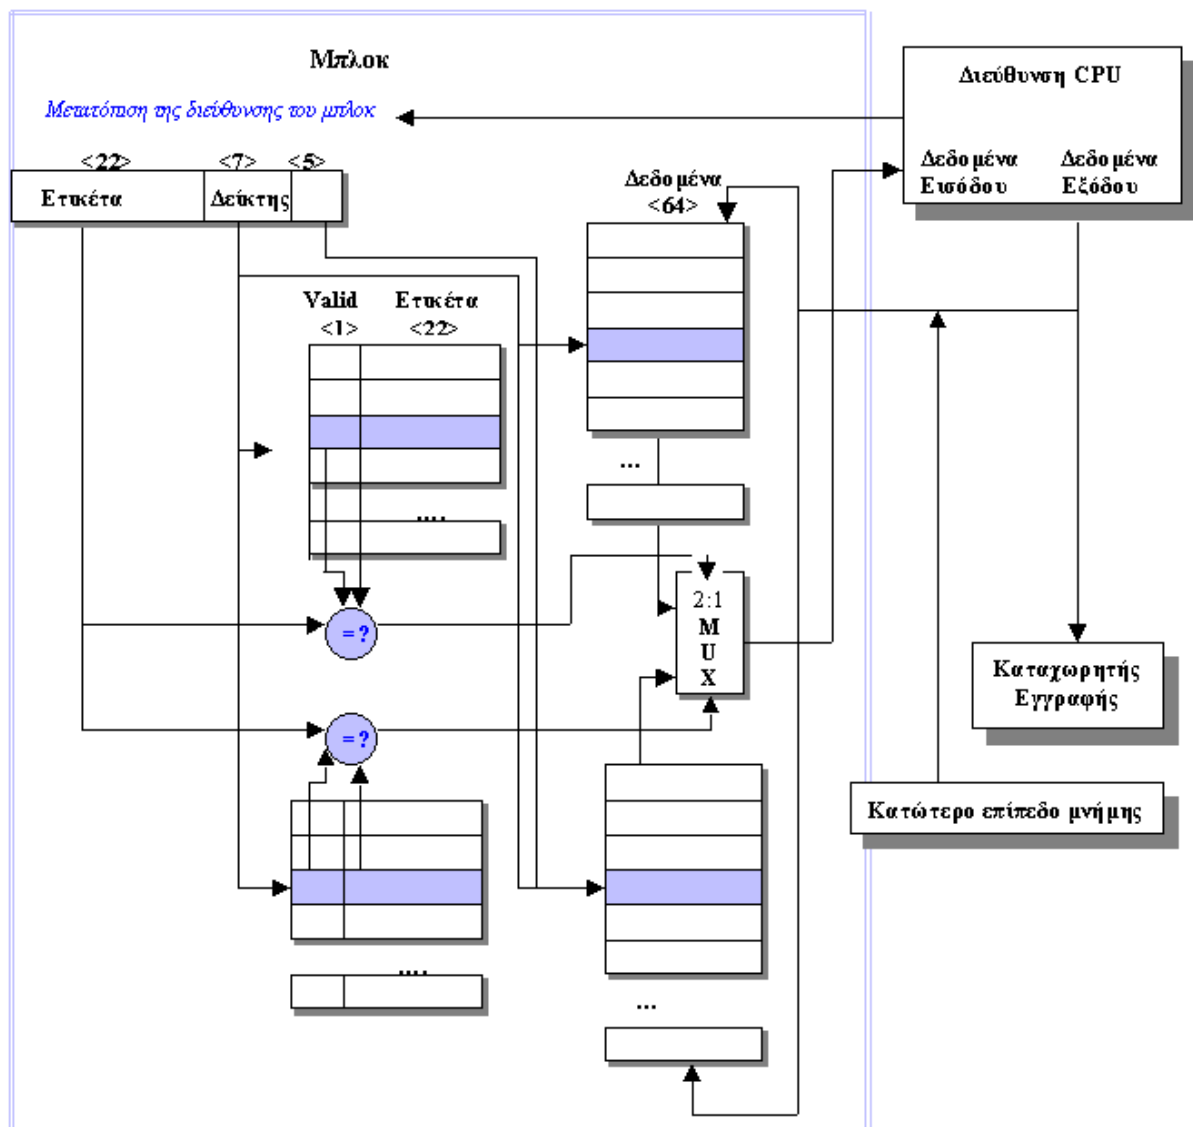 Μπλοκ
Διεύθυνση CPU
Μετατόπιση της διεύθυνσης του μπλοκ
<22> <7> <5>
Ετικέτα Δείκτης
Δεδομένα
<64>
Δεδομένα
Εισόδου
Δεδομένα
Εξόδου
Valid
<1>
Ετικέτα
<22>
...
....
2:1
M
U
X
=?
=?
Καταχωρητής
Εγγραφής
Κατώτερο επίπεδο μνήμης
....
...